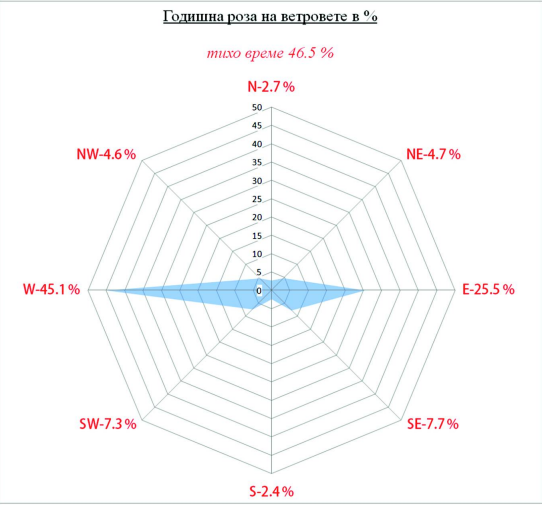 Годишна роза на ветровете в %
тихо време 46.5 %
N-2.7 %
NW-4.6 %
NE-4.7 %
50
45
40
35
30
25
20
15
10
5
0
W-45.1 %
E-25.5 %
SW-7.3 %
SE-7.7 %
S-2.4 %